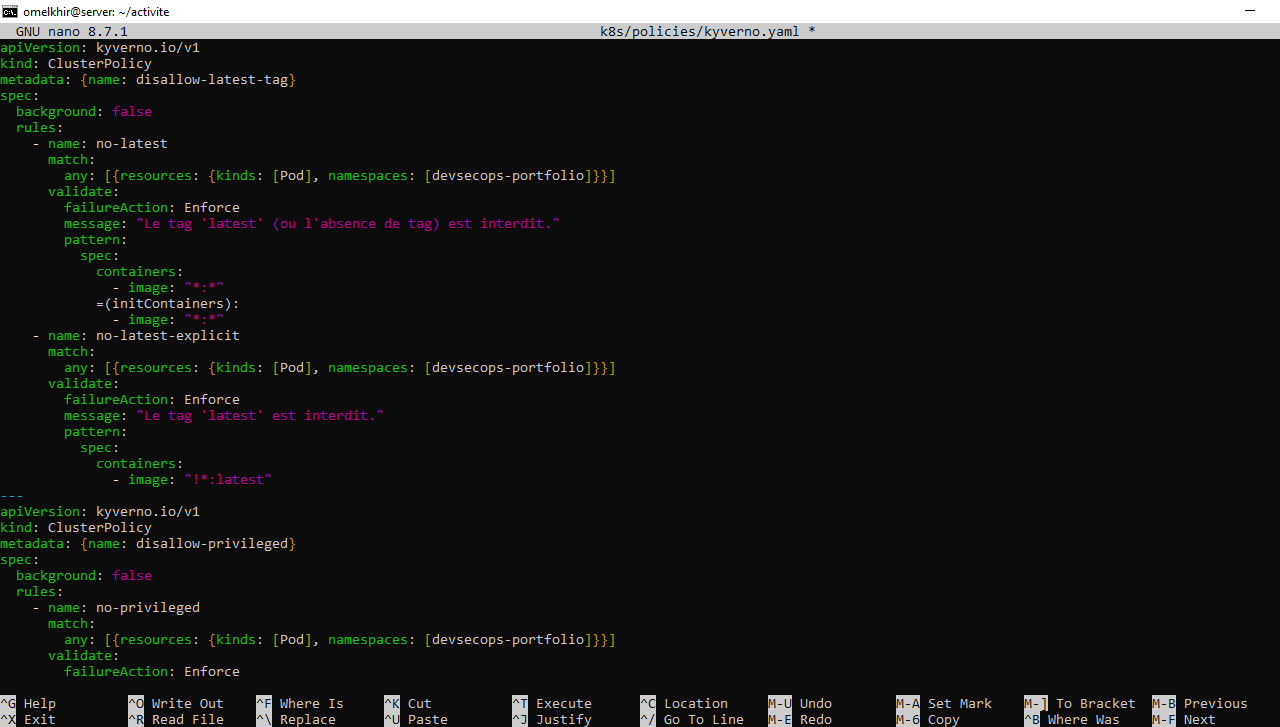 omelkhir@server: ~/activite
GNU nano 8.7.1 k8s/policies/kyverno.yaml *
apiVersion: kyverno.io/v1
kind: ClusterPolicy
metadata: {name: disallow-latest-tag}
spec:
  background: false
  rules:
    - name: no-latest
      match:
        any: [{resources: {kinds: [Pod], namespaces: [devsecops-portfolio]}}]
      validate:
        failureAction: Enforce
        message: "Le tag 'latest' (ou l'absence de tag) est interdit."
        pattern:
          spec:
            containers:
              - image: "*:*"
            =(initContainers):
              - image: "*:*"
    - name: no-latest-explicit
      match:
        any: [{resources: {kinds: [Pod], namespaces: [devsecops-portfolio]}}]
      validate:
        failureAction: Enforce
        message: "Le tag 'latest' est interdit."
        pattern:
          spec:
            containers:
              - image: "!*:latest"
---
apiVersion: kyverno.io/v1
kind: ClusterPolicy
metadata: {name: disallow-privileged}
spec:
  background: false
  rules:
    - name: no-privileged
      match:
        any: [{resources: {kinds: [Pod], namespaces: [devsecops-portfolio]}}]
      validate:
        failureAction: Enforce
^G Help ^O Write Out ^F Where Is ^K Cut ^T Execute ^C Location M-U Undo M-A Set Mark M-] To Bracket M-B Previous
^X Exit ^R Read File ^\ Replace ^U Paste ^J Justify ^/ Go To Line M-E Redo M-6 Copy ^B Where Was M-F Next